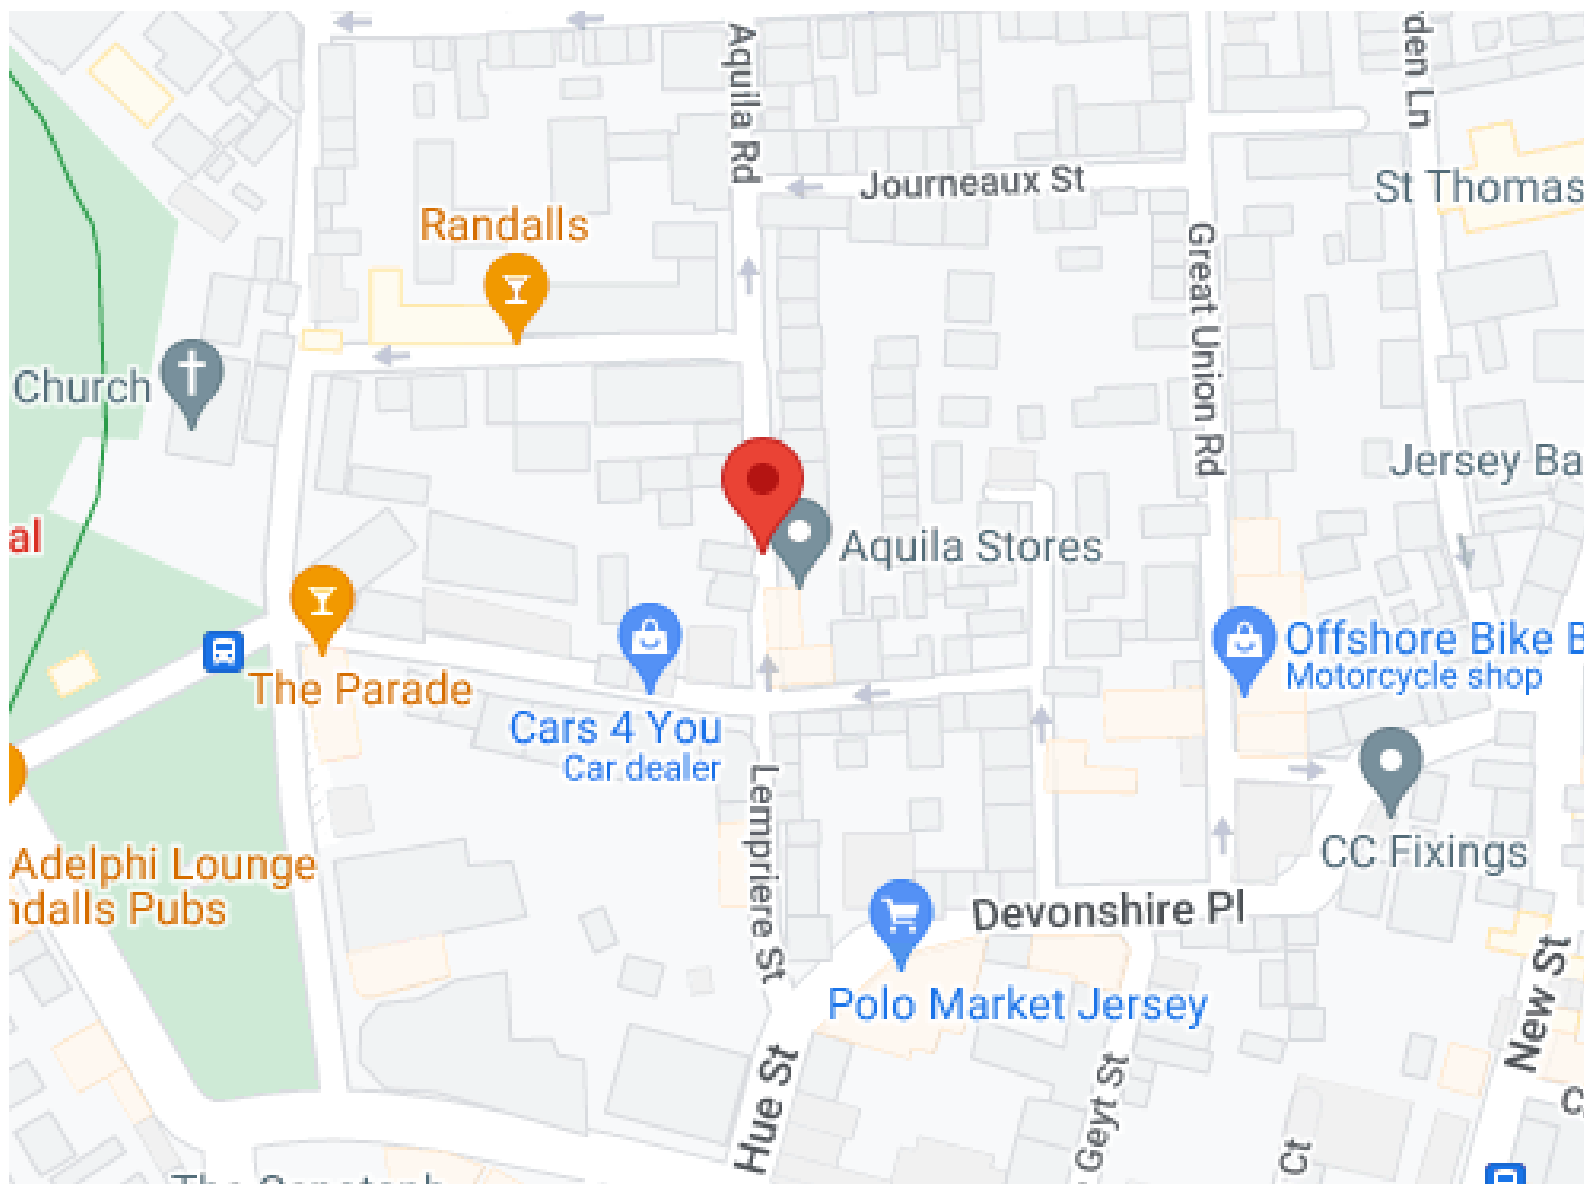 Aquila Rd
den Ln
Journeaux St
St Thomas
Randalls
Great Union Rd
Church
Jersey Ba
al
Aquila Stores
The Parade
Offshore Bike B
Motorcycle shop
Cars 4 You
Car dealer
Lempriere St
CC Fixings
Adelphi Lounge
ndalls Pubs
Devonshire Pl
Polo Market Jersey
New St
Hue St
Geyt St
Ct
C